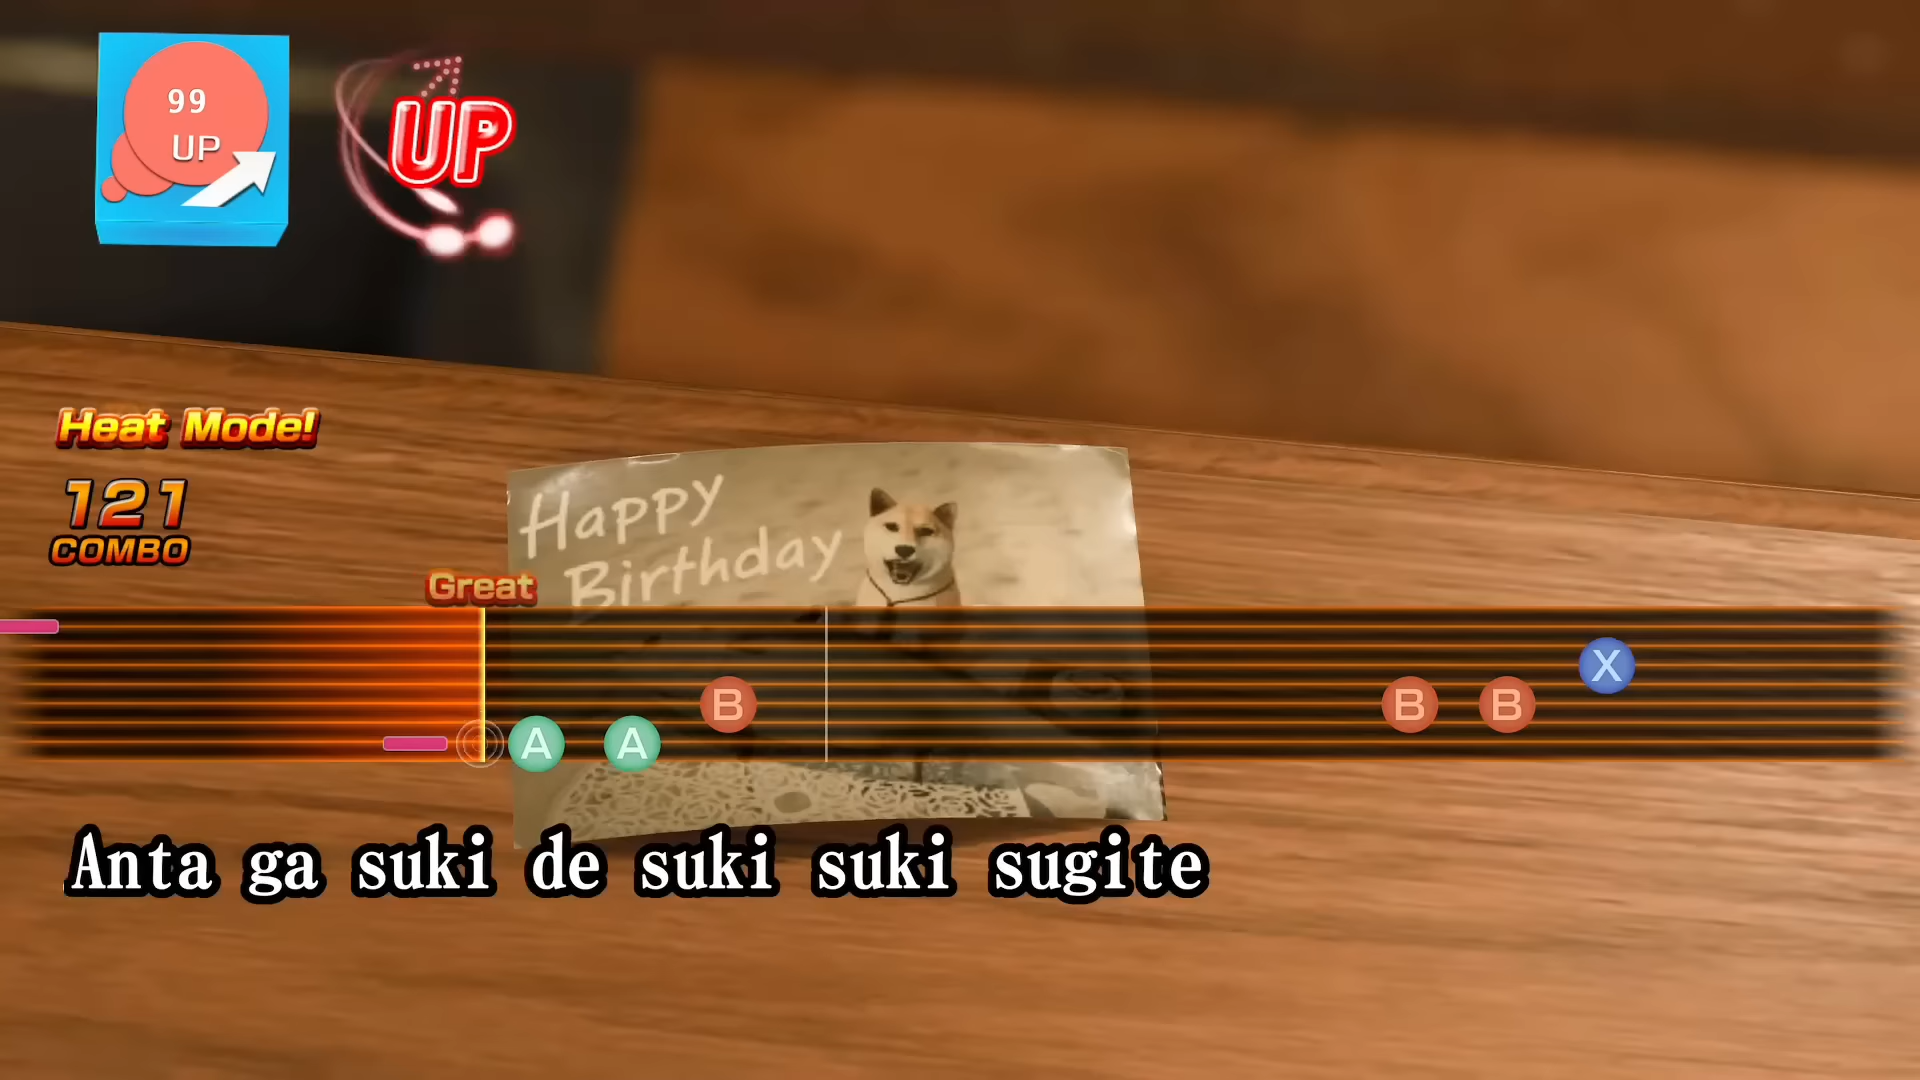 99
UP
UP
Heat Mode!
121
COMBO
Happy
Birthday
Great
X
B
B
B
A
A
Anta ga suki de suki suki sugite